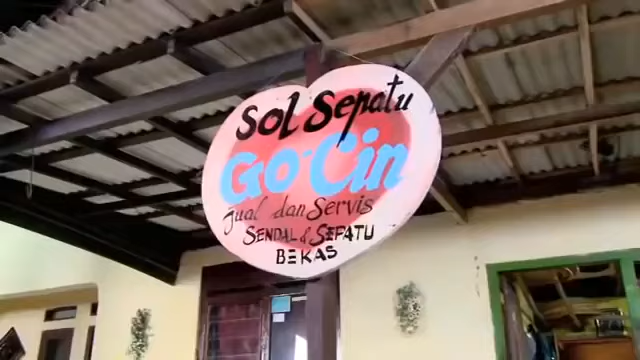 Sol Sepatu
Go-Cin
Jual dan Servis
SENDAL & SEPATU
BEKAS